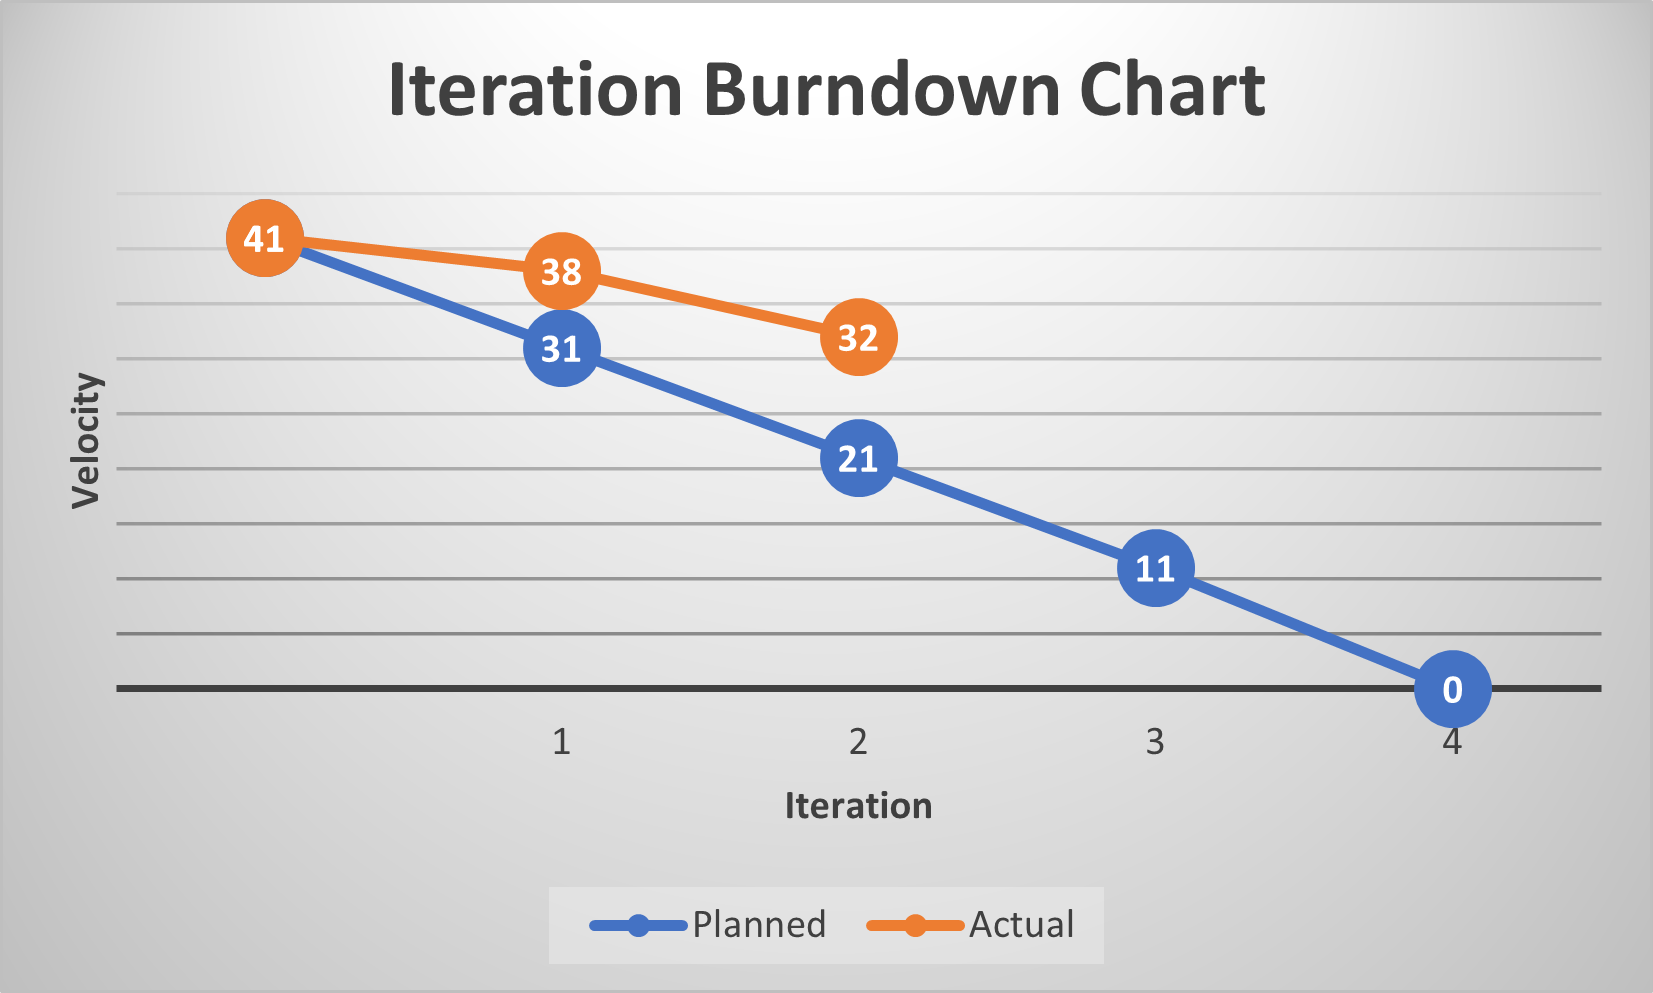 Iteration Burndown Chart
41
38
32
31
21
11
0
Velocity
1 2 3 4
Iteration
Planned Actual